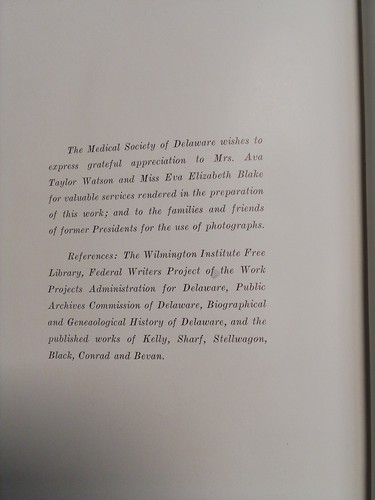 The Medical Society of Delaware wishes to
express grateful appreciation to Mrs. Ava
Taylor Watson and Miss Eva Elizabeth Blake
for valuable services rendered in the preparation
of this work; and to the families and friends
of former Presidents for the use of photographs.
References: The Wilmington Institute Free
Library, Federal Writers Project of the Work
Projects Administration for Delaware, Public
Archives Commission of Delaware, Biographical
and Geneaological History of Delaware, and the
published works of Kelly, Sharf, Stellwagon,
Black, Conrad and Bevan.